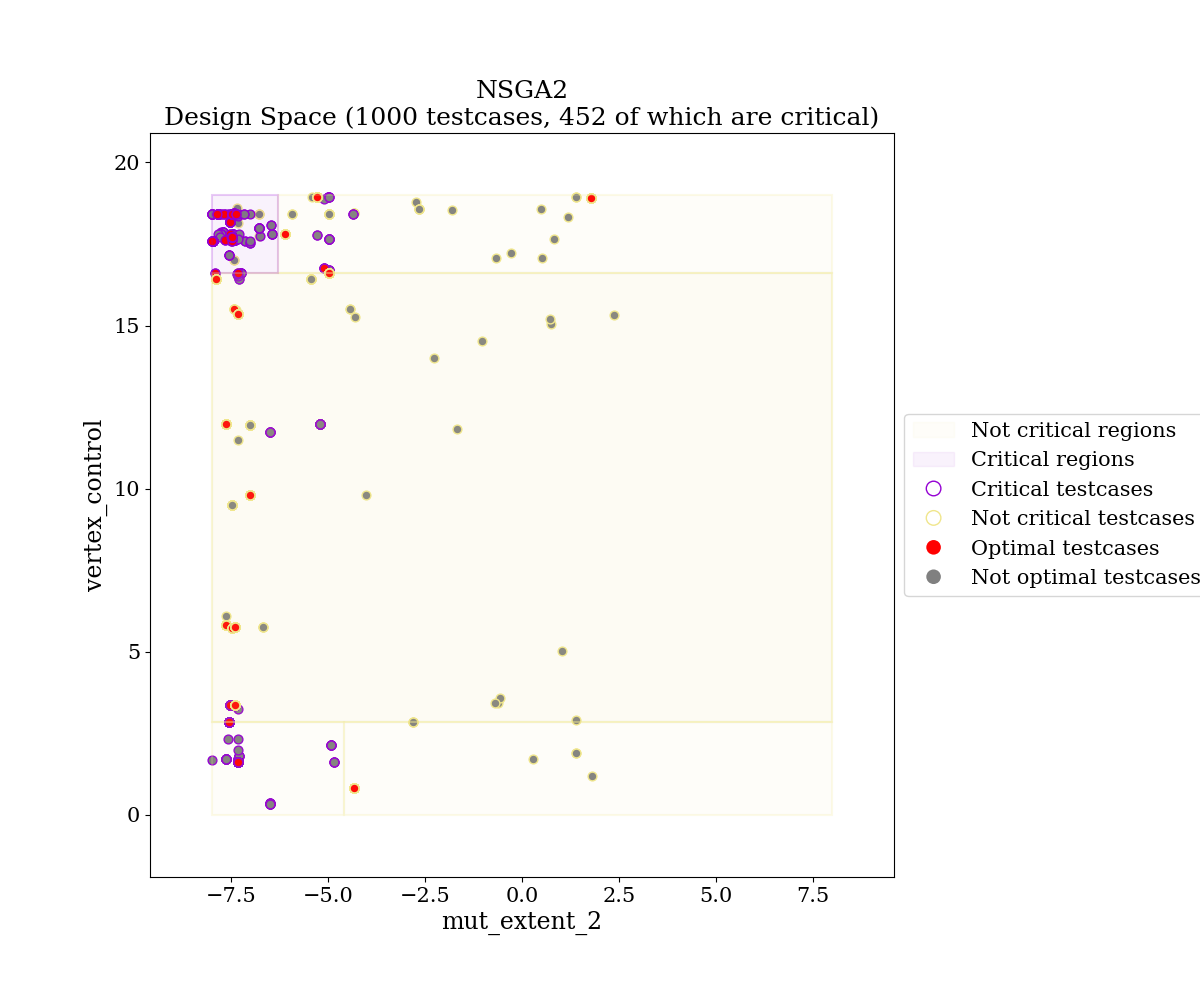 NSGA2
Design Space (1000 testcases, 452 of which are critical)
20
15
10
5
0
vertex_control
−7.5
−5.0
−2.5
0.0
2.5
5.0
7.5
mut_extent_2
Not critical regions
Critical regions
Critical testcases
Not critical testcases
Optimal testcases
Not optimal testcases